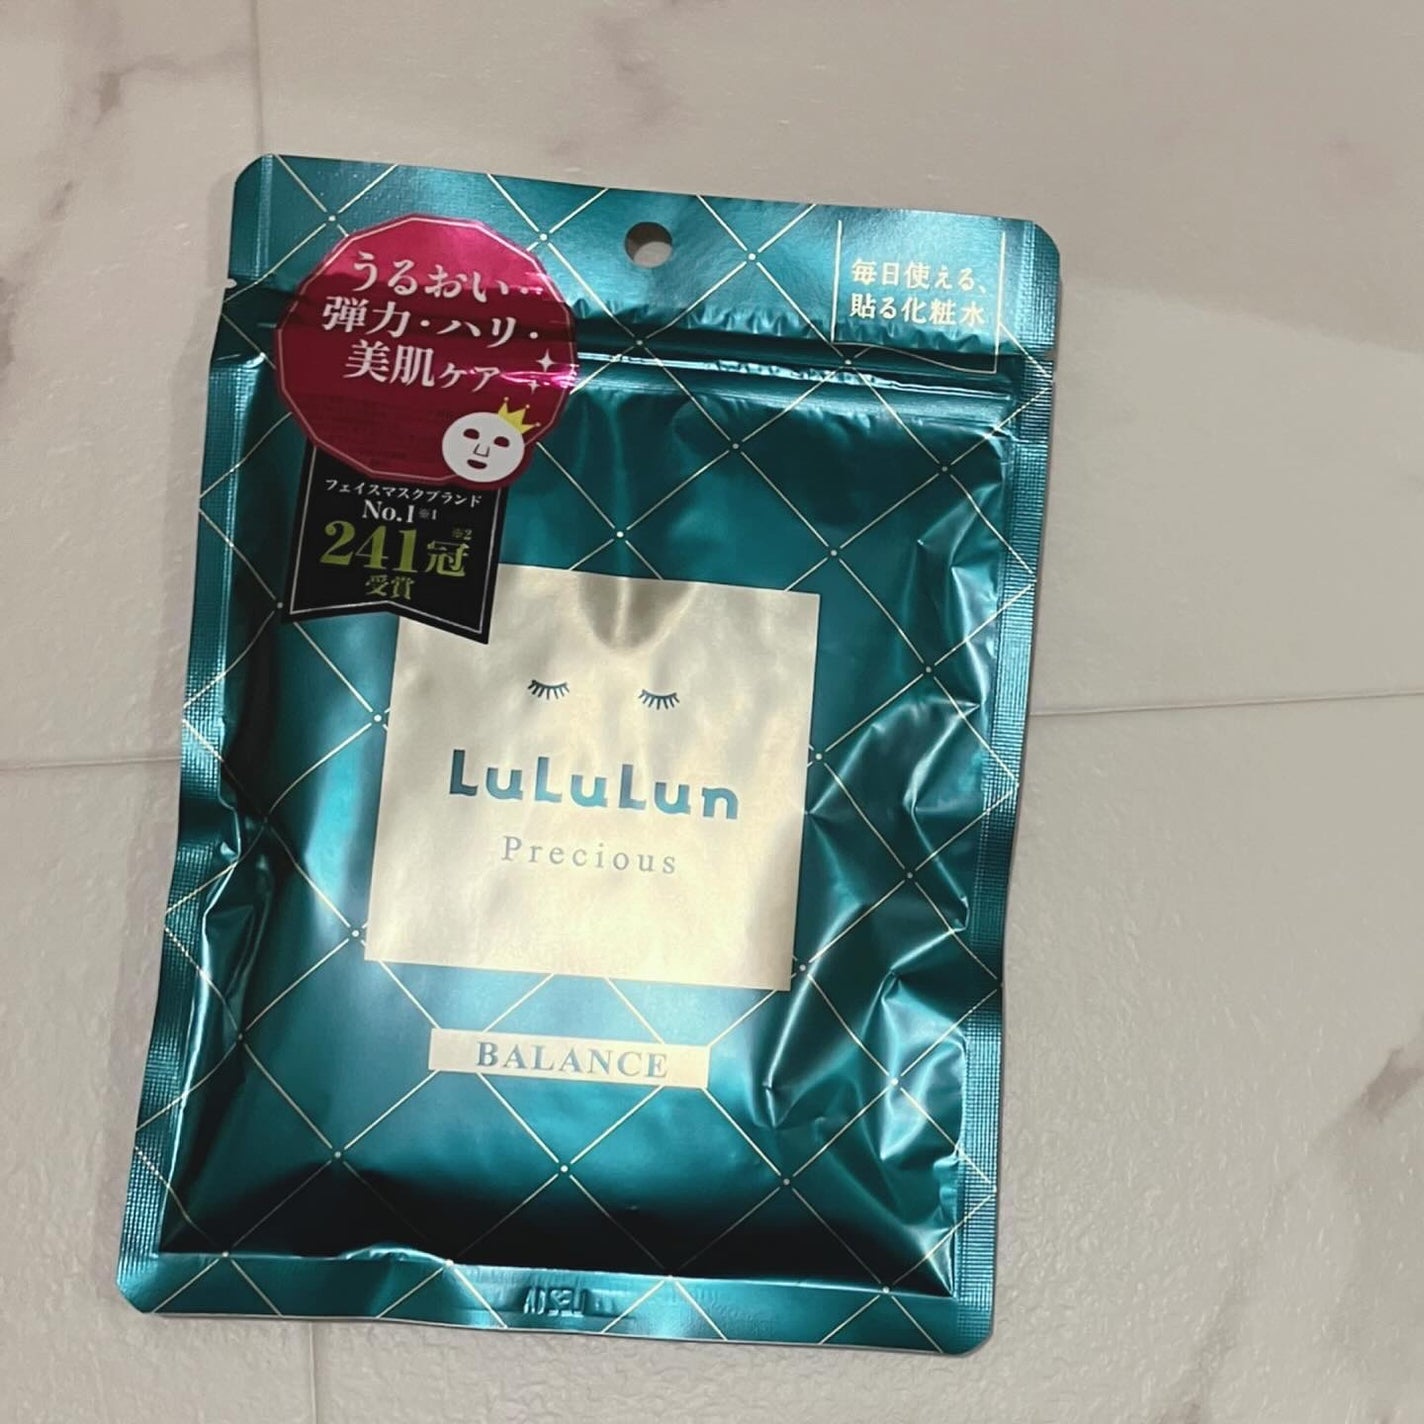 うるおい・
弾力・ハリ・
美肌ケア
フェイスマスクブランド
No.1※1
241冠※2
受賞
毎日使える、
貼る化粧水
LuLuLun
Precious
BALANCE